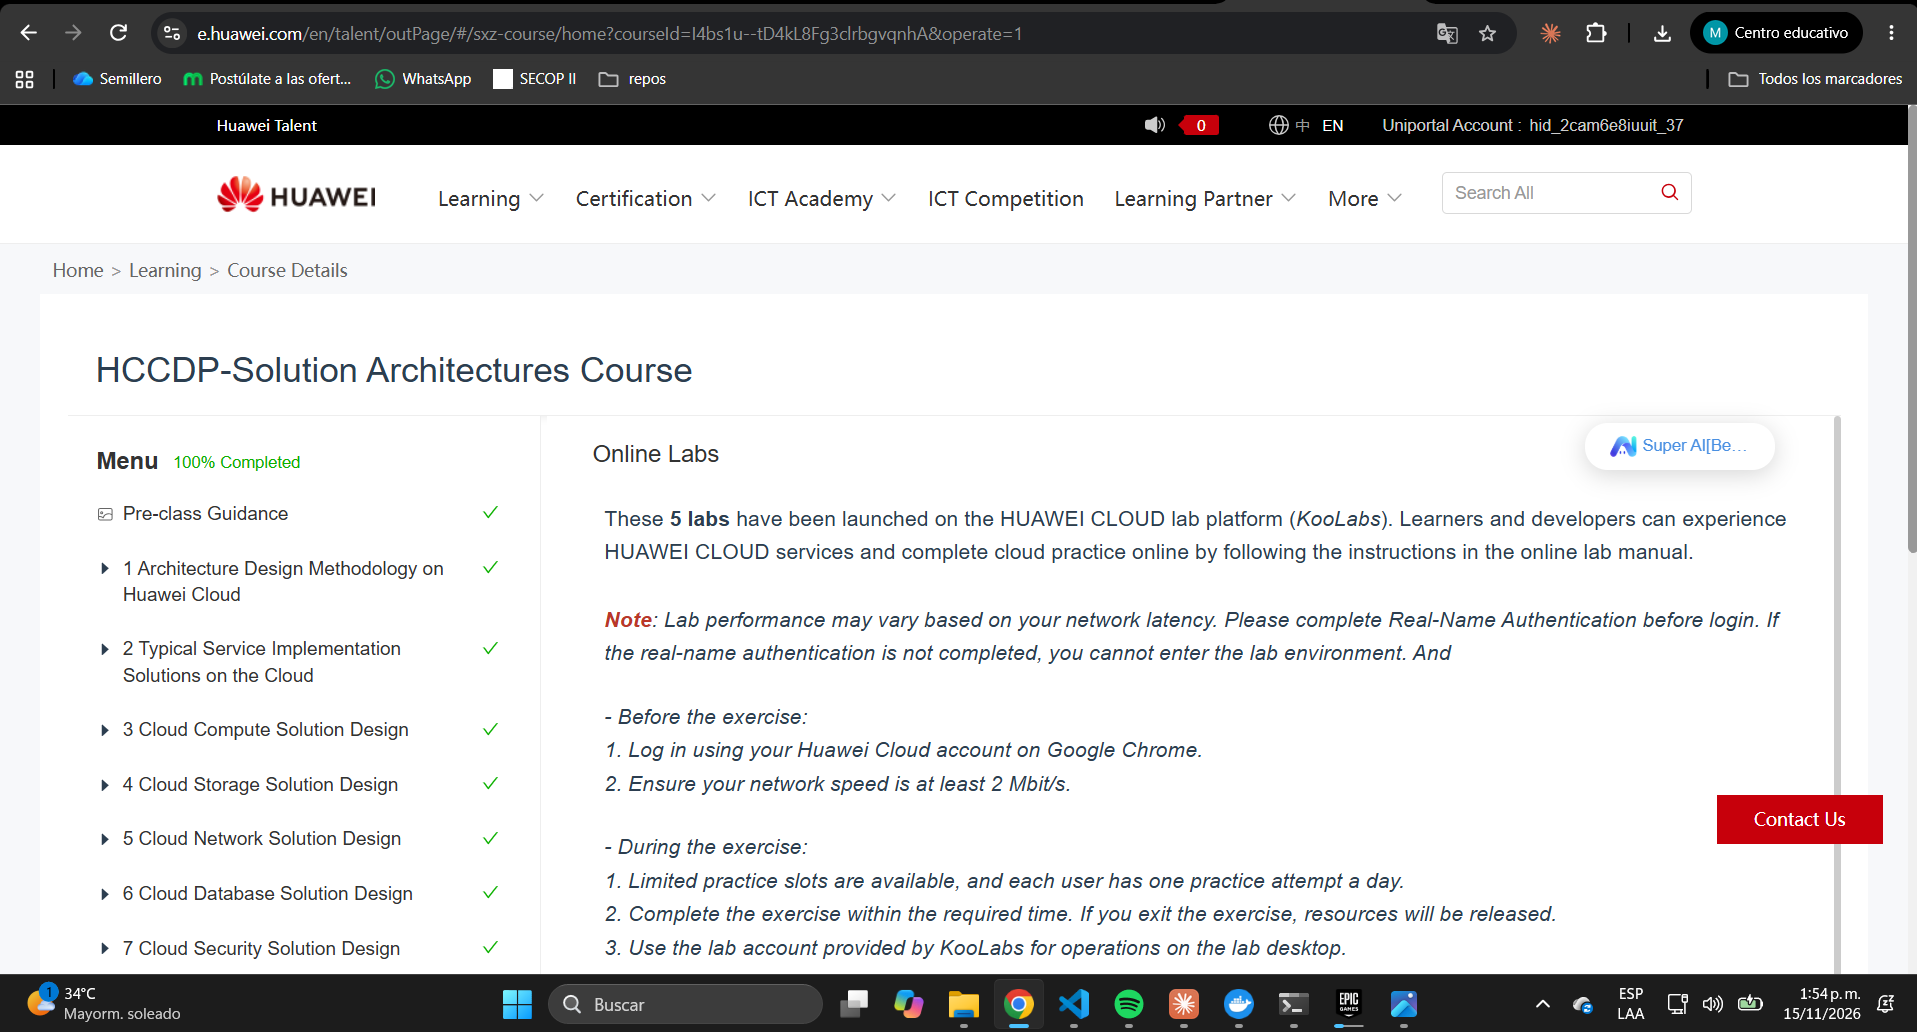 e.huawei.com/en/talent/outPage/#/sxz-course/home?courseId=I4bs1u--tD4kL8Fg3clrbgvqnhA&operate=1
M Centro educativo
Semillero
Postúlate a las ofert...
WhatsApp
SECOP II
repos
Todos los marcadores
Huawei Talent
0
中 EN
Uniportal Account : hid_2cam6e8iuuit_37
HUAWEI
Learning
Certification
ICT Academy
ICT Competition
Learning Partner
More
Search All
Home > Learning > Course Details
HCCDP-Solution Architectures Course
Menu 100% Completed
Pre-class Guidance
1 Architecture Design Methodology on
Huawei Cloud
2 Typical Service Implementation
Solutions on the Cloud
3 Cloud Compute Solution Design
4 Cloud Storage Solution Design
5 Cloud Network Solution Design
6 Cloud Database Solution Design
7 Cloud Security Solution Design
Online Labs
Super AI[Be...
These 5 labs have been launched on the HUAWEI CLOUD lab platform (KooLabs). Learners and developers can experience
HUAWEI CLOUD services and complete cloud practice online by following the instructions in the online lab manual.
Note: Lab performance may vary based on your network latency. Please complete Real-Name Authentication before login. If
the real-name authentication is not completed, you cannot enter the lab environment. And
- Before the exercise:
1. Log in using your Huawei Cloud account on Google Chrome.
2. Ensure your network speed is at least 2 Mbit/s.
- During the exercise:
1. Limited practice slots are available, and each user has one practice attempt a day.
2. Complete the exercise within the required time. If you exit the exercise, resources will be released.
3. Use the lab account provided by KooLabs for operations on the lab desktop.
Contact Us
1
34°C
Mayorm. soleado
Buscar
EPIC
GAMES
ESP
LAA
1:54 p. m.
15/11/2026